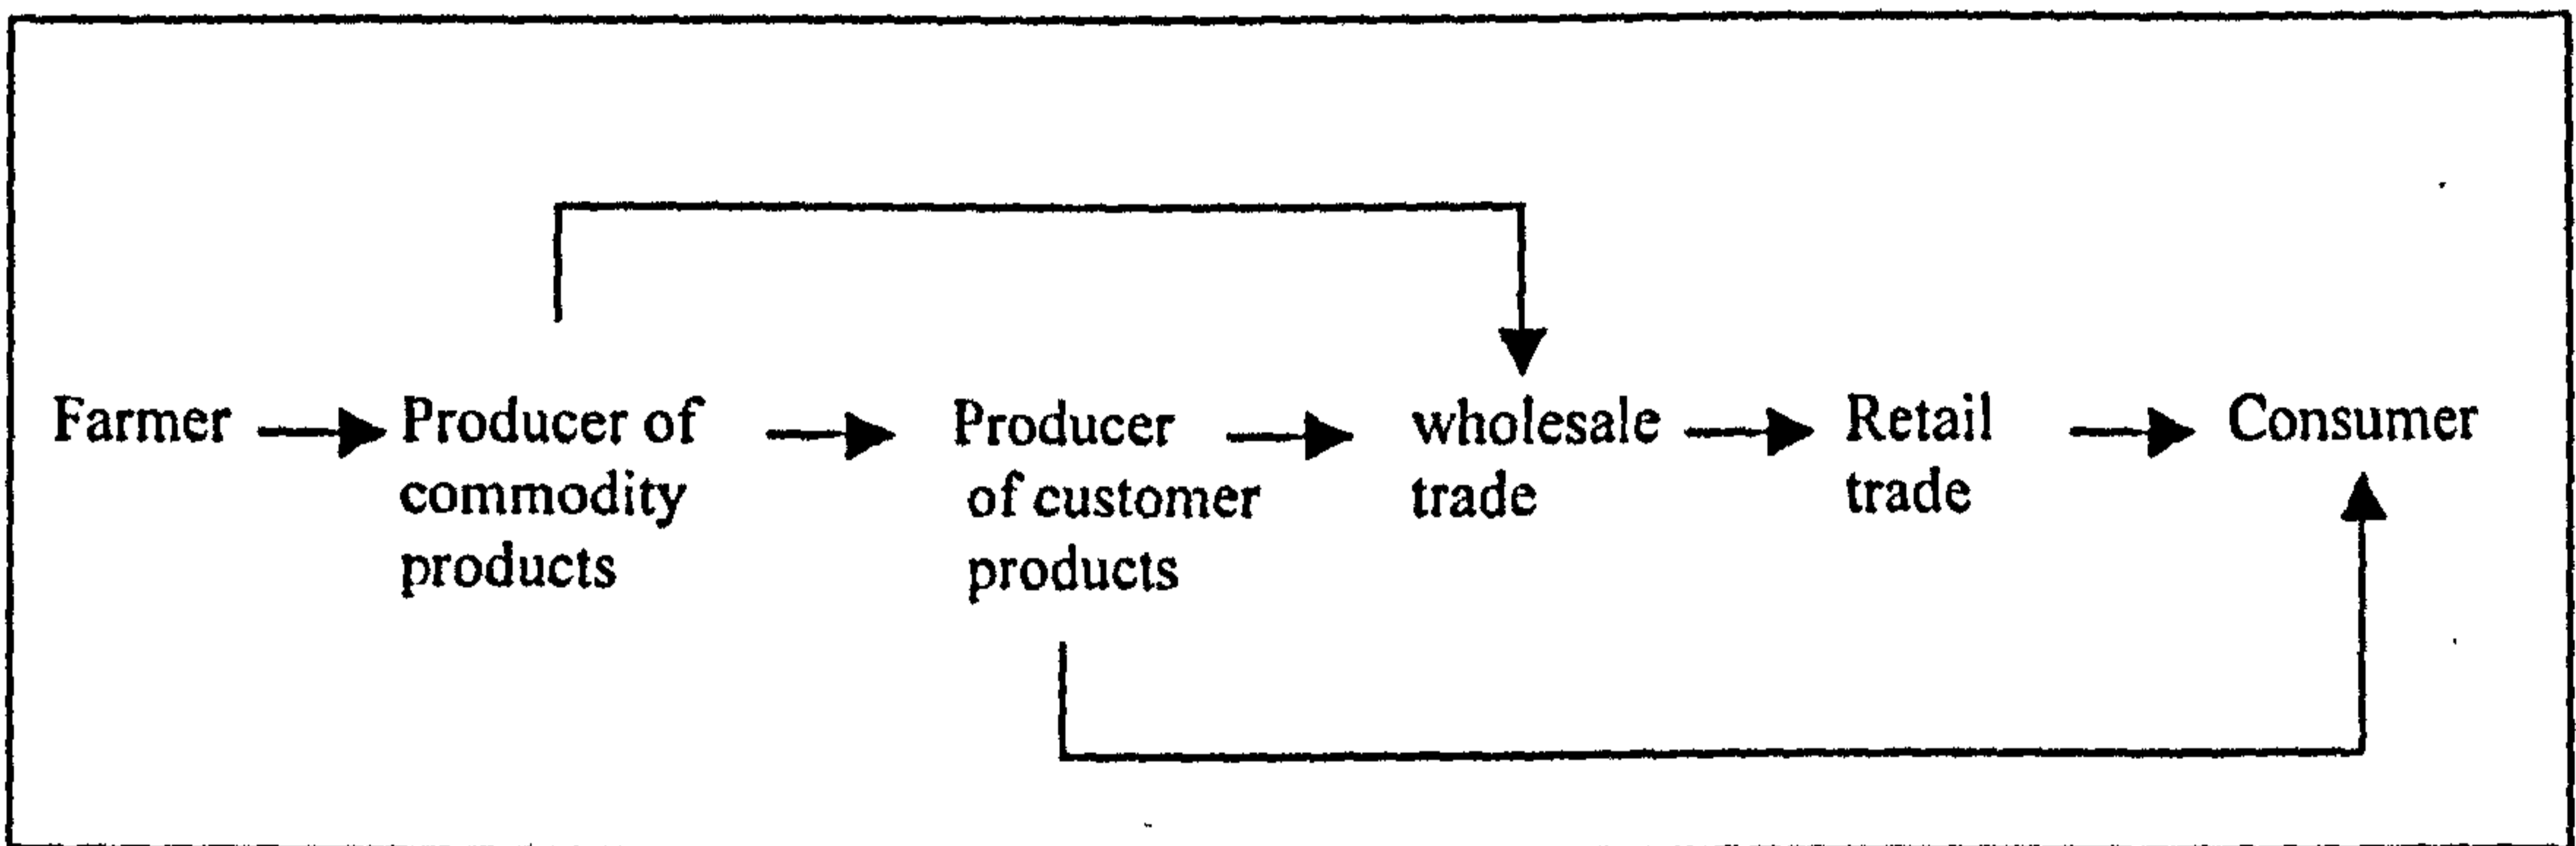 Farmer
Producer of
commodity
products
Producer
of customer
products
wholesale
trade
Retail
trade
Consumer